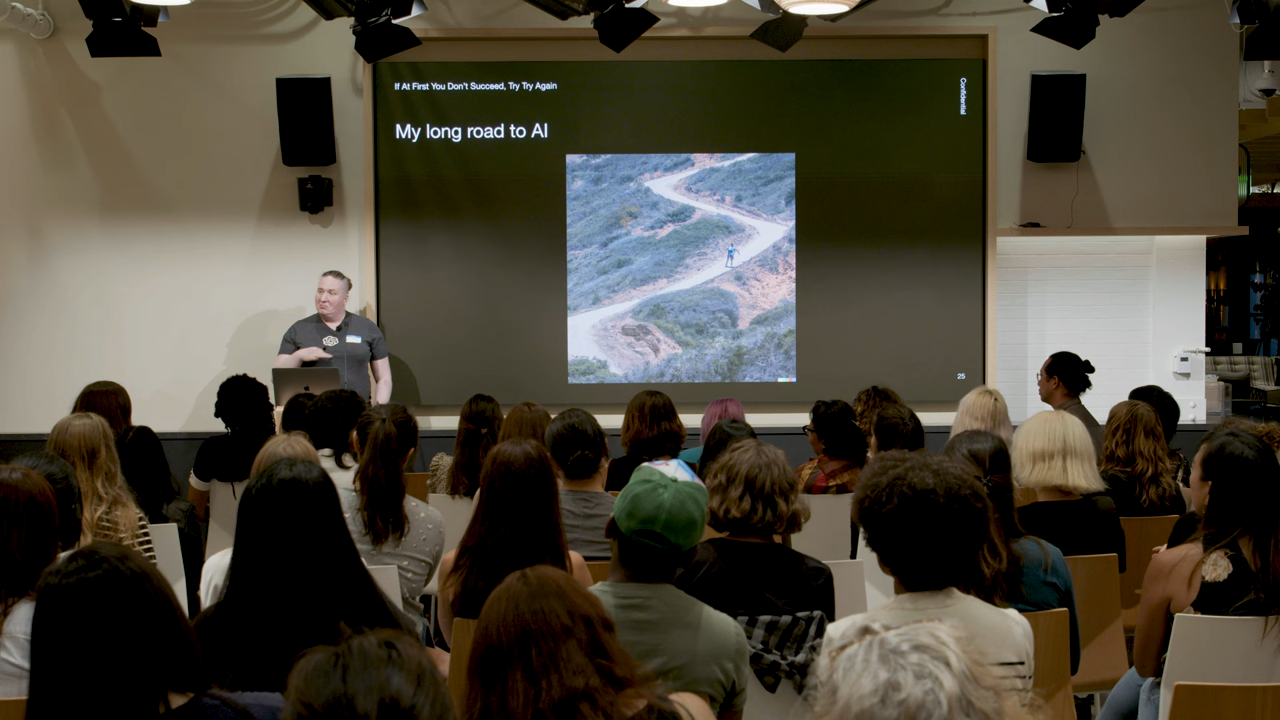 If At First You Don't Succeed, Try Try Again
Confidential
My long road to AI
25